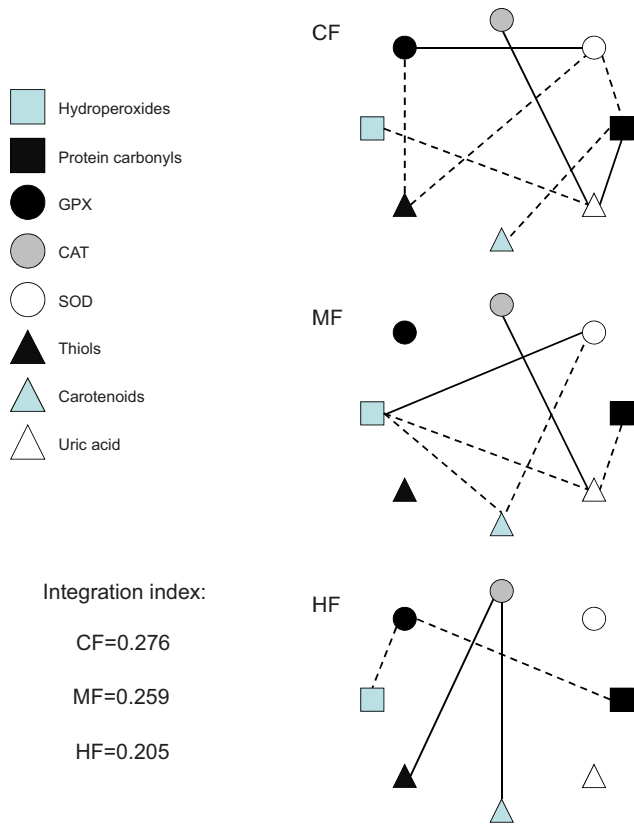 CF
Hydroperoxides
Protein carbonyls
GPX
CAT
SOD
Thiols
Carotenoids
Uric acid
MF
HF
Integration index:
CF=0.276
MF=0.259
HF=0.205